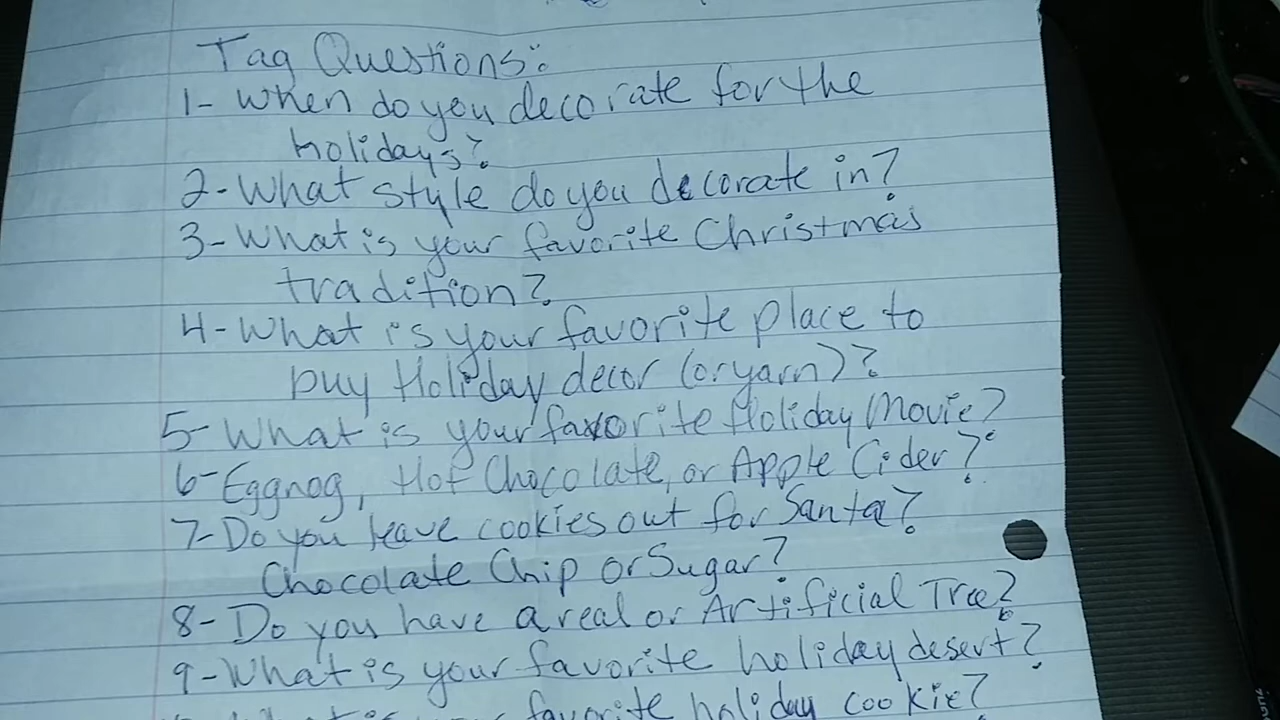 Tag Questions:
1- When do you decorate for the
holidays?
2- What style do you decorate in?
3- What is your favorite Christmas
tradition?
4- What is your favorite place to
buy Holiday decor (or yarn)?
5- What is your favorite Holiday Movie?
6- Eggnog, Hot Chocolate, or Apple Cider?
7- Do you leave cookies out for Santa?
Chocolate Chip or Sugar?
8- Do you have a real or Artificial Tree?
9- What is your favorite holiday desert?
favorite holiday cookie?